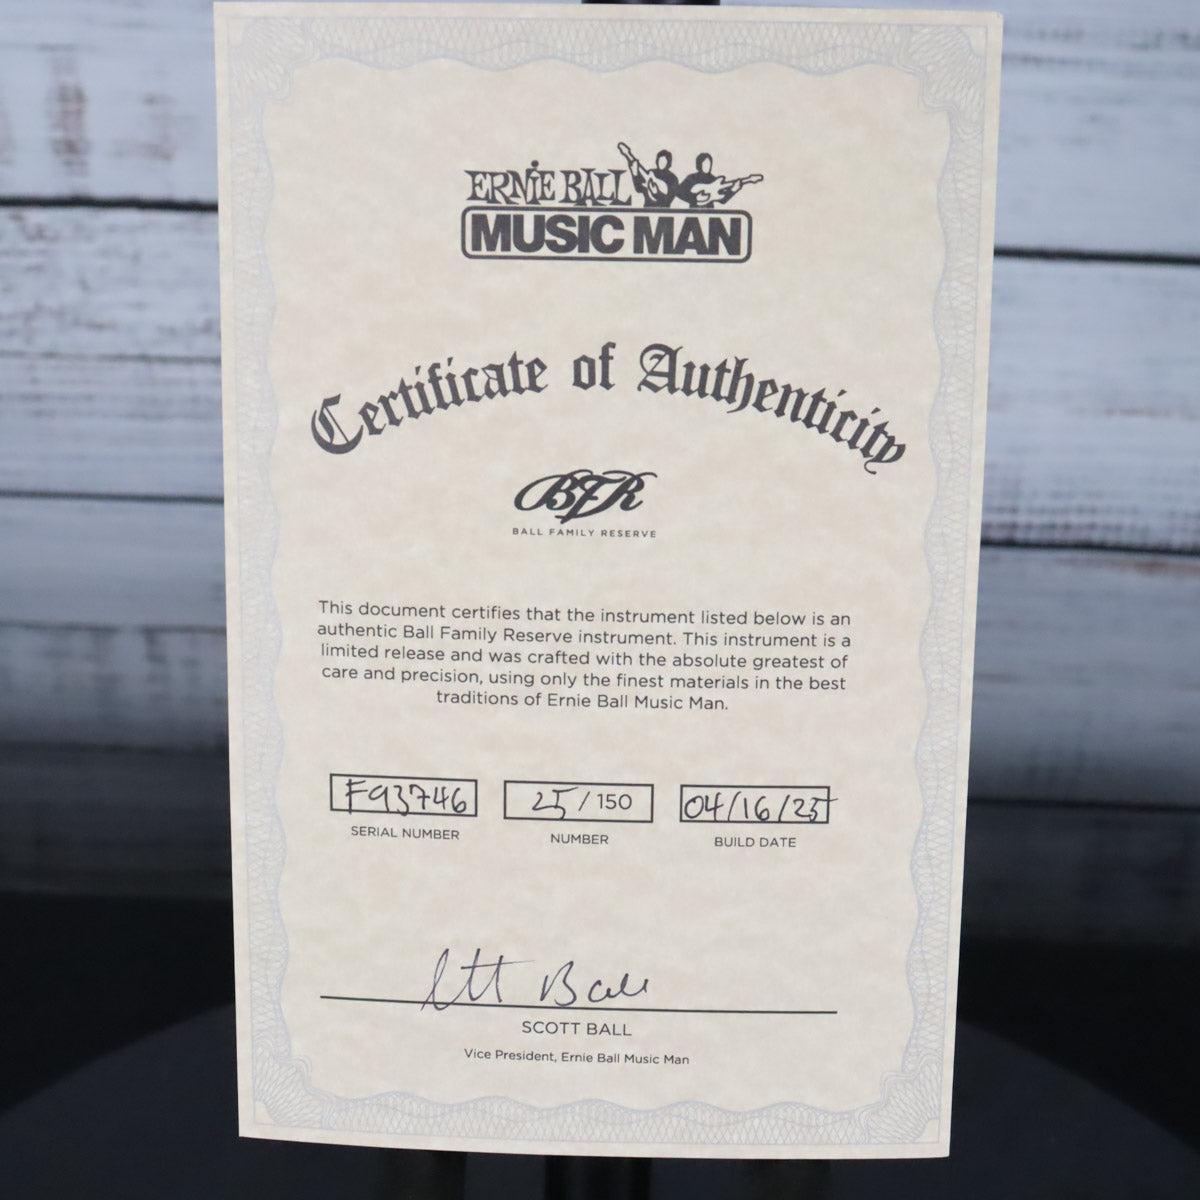 ERNIE BALL
MUSIC MAN
Certificate of Authenticity
BFR
BALL FAMILY RESERVE
This document certifies that the instrument listed below is an
authentic Ball Family Reserve instrument. This instrument is a
limited release and was crafted with the absolute greatest of
care and precision, using only the finest materials in the best
traditions of Ernie Ball Music Man.
F93746 25/150 04/16/25
SERIAL NUMBER NUMBER BUILD DATE
Scott Ball
SCOTT BALL
Vice President, Ernie Ball Music Man